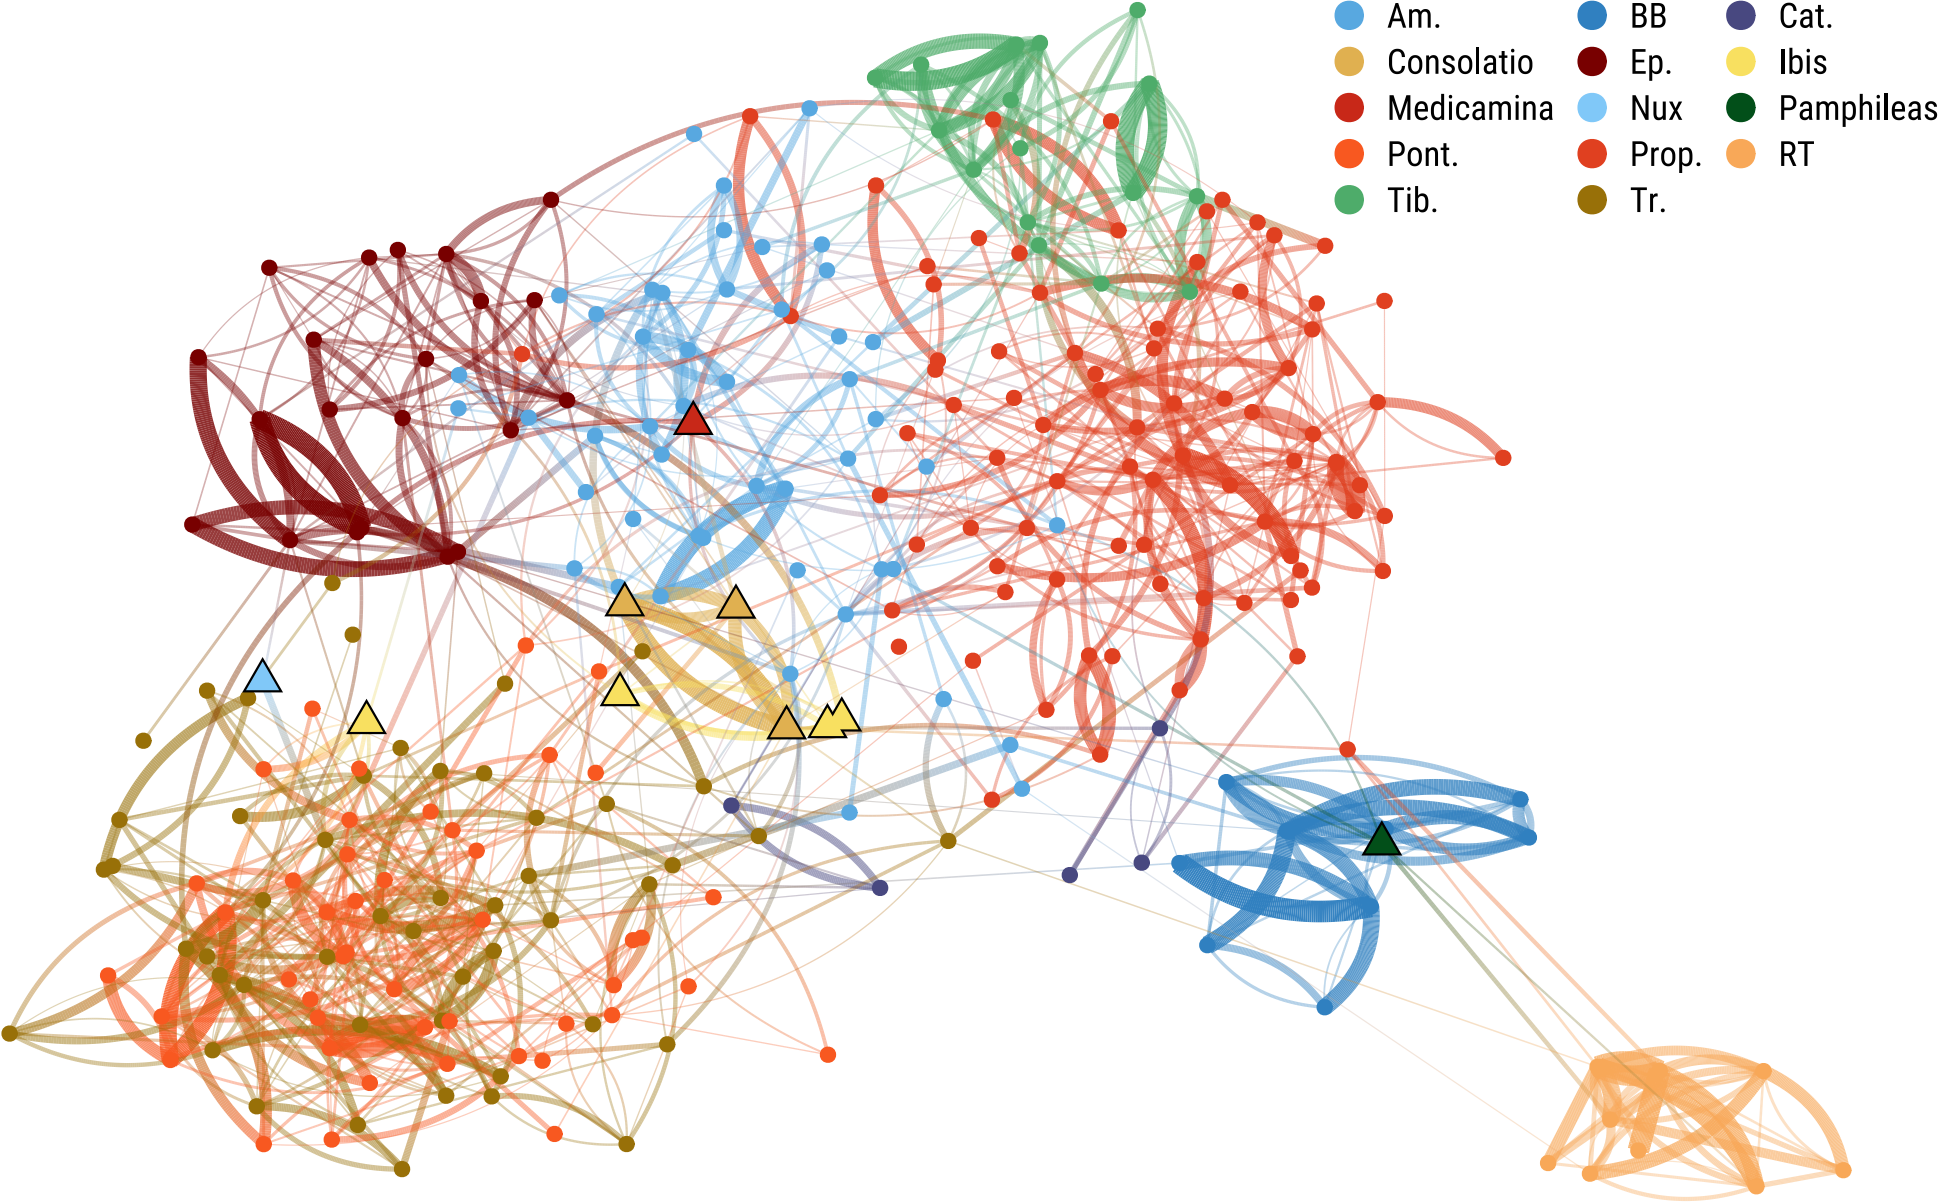 Am.
Consolatio
Medicamina
Pont.
Tib.
BB
Ep.
Nux
Prop.
Tr.
Cat.
Ibis
Pamphileas
RT